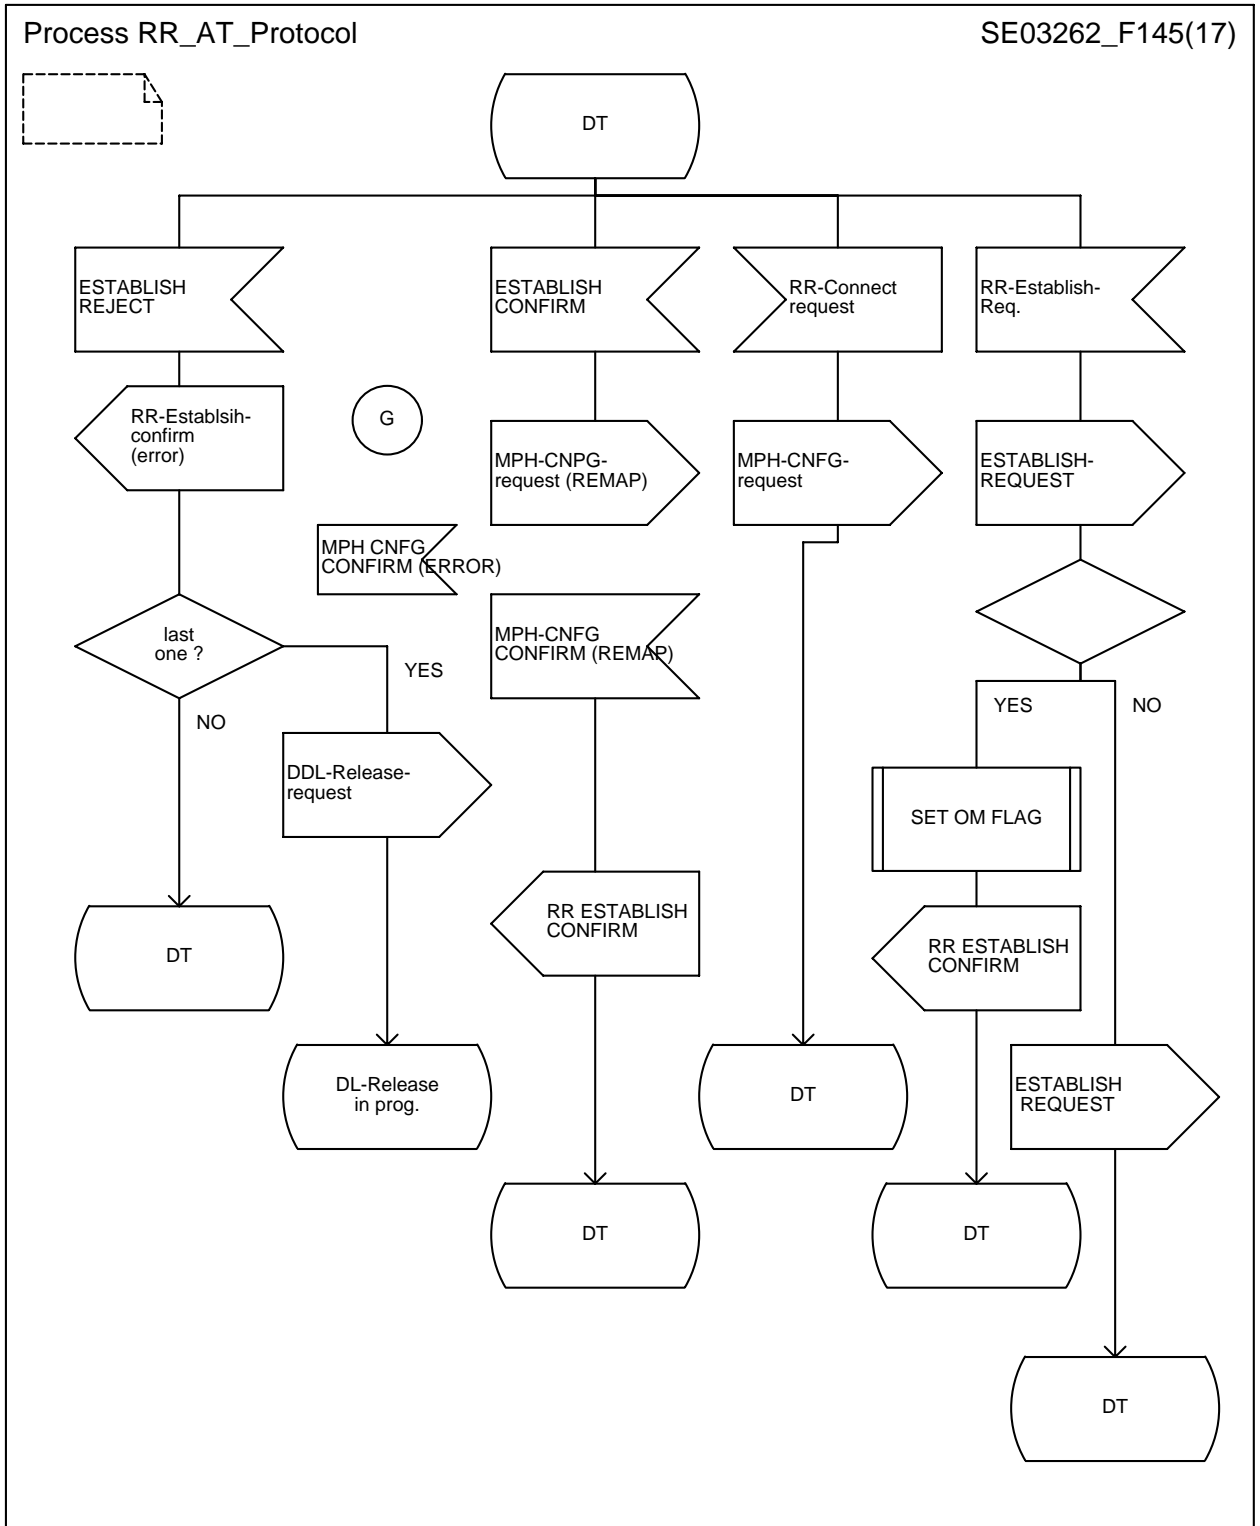 Process RR_AT_Protocol
SE03262_F145(17)
DT
ESTABLISH
REJECT
ESTABLISH
CONFIRM
RR-Connect
request
RR-Establish-
Req.
RR-Establsih-
confirm
(error)
G
MPH-CNPG-
request (REMAP)
MPH-CNFG-
request
ESTABLISH-
REQUEST
MPH CNFG
CONFIRM (ERROR)
last
one ?
MPH-CNFG
CONFIRM (REMAP)
YES
NO
YES
NO
DDL-Release-
request
SET OM FLAG
RR ESTABLISH
CONFIRM
RR ESTABLISH
CONFIRM
DT
DL-Release
in prog.
DT
ESTABLISH
REQUEST
DT
DT
DT